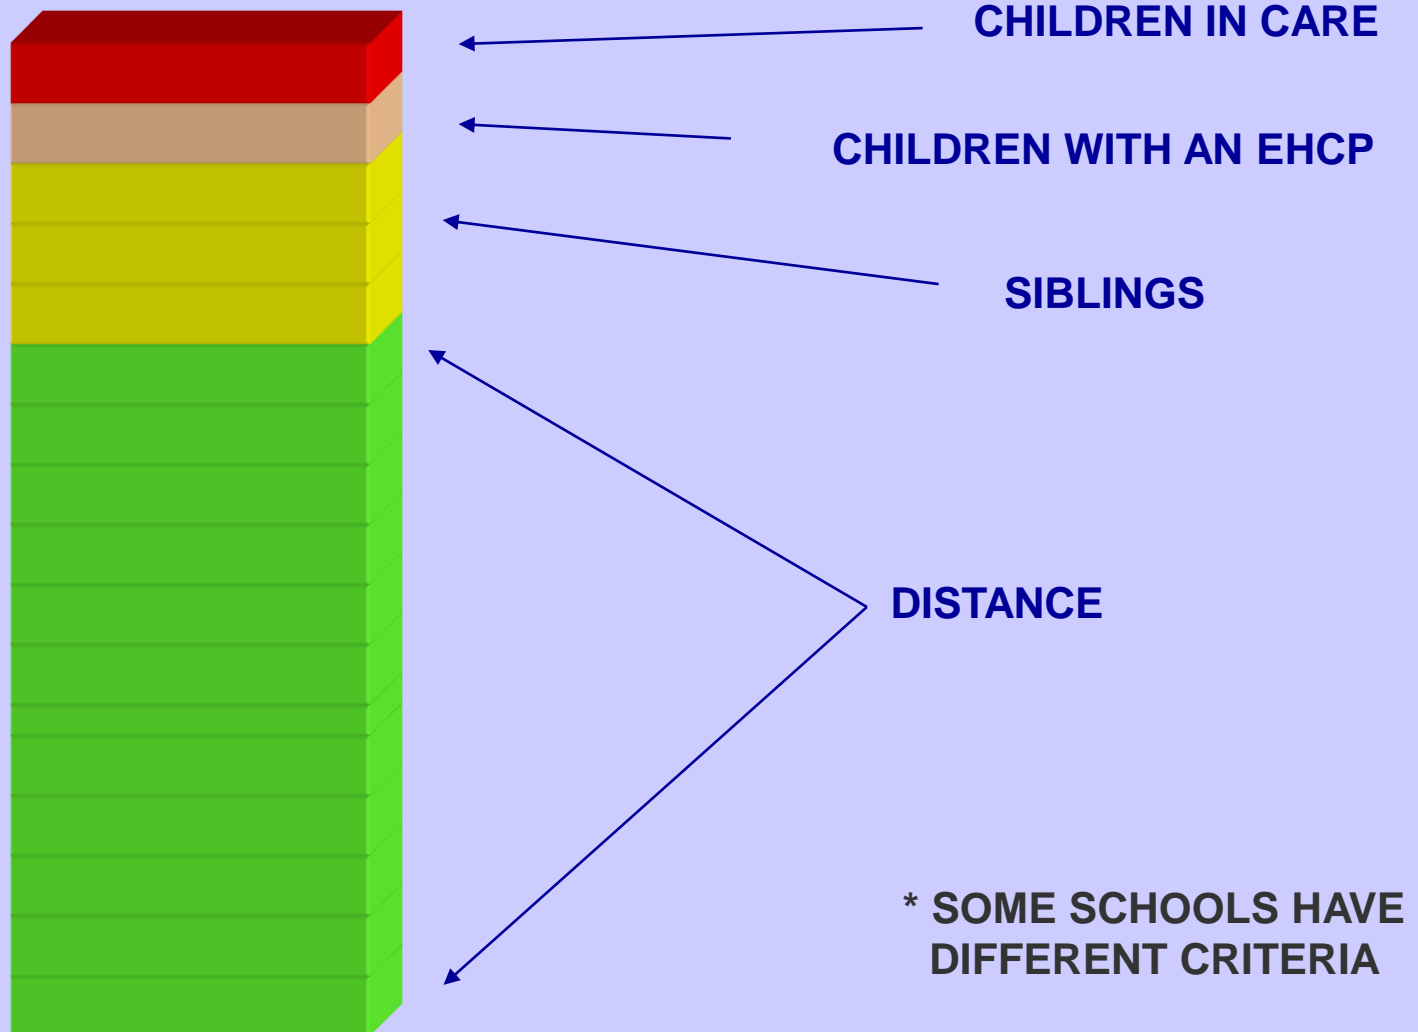 CHILDREN IN CARE
CHILDREN WITH AN EHCP
SIBLINGS
DISTANCE
* SOME SCHOOLS HAVE
DIFFERENT CRITERIA